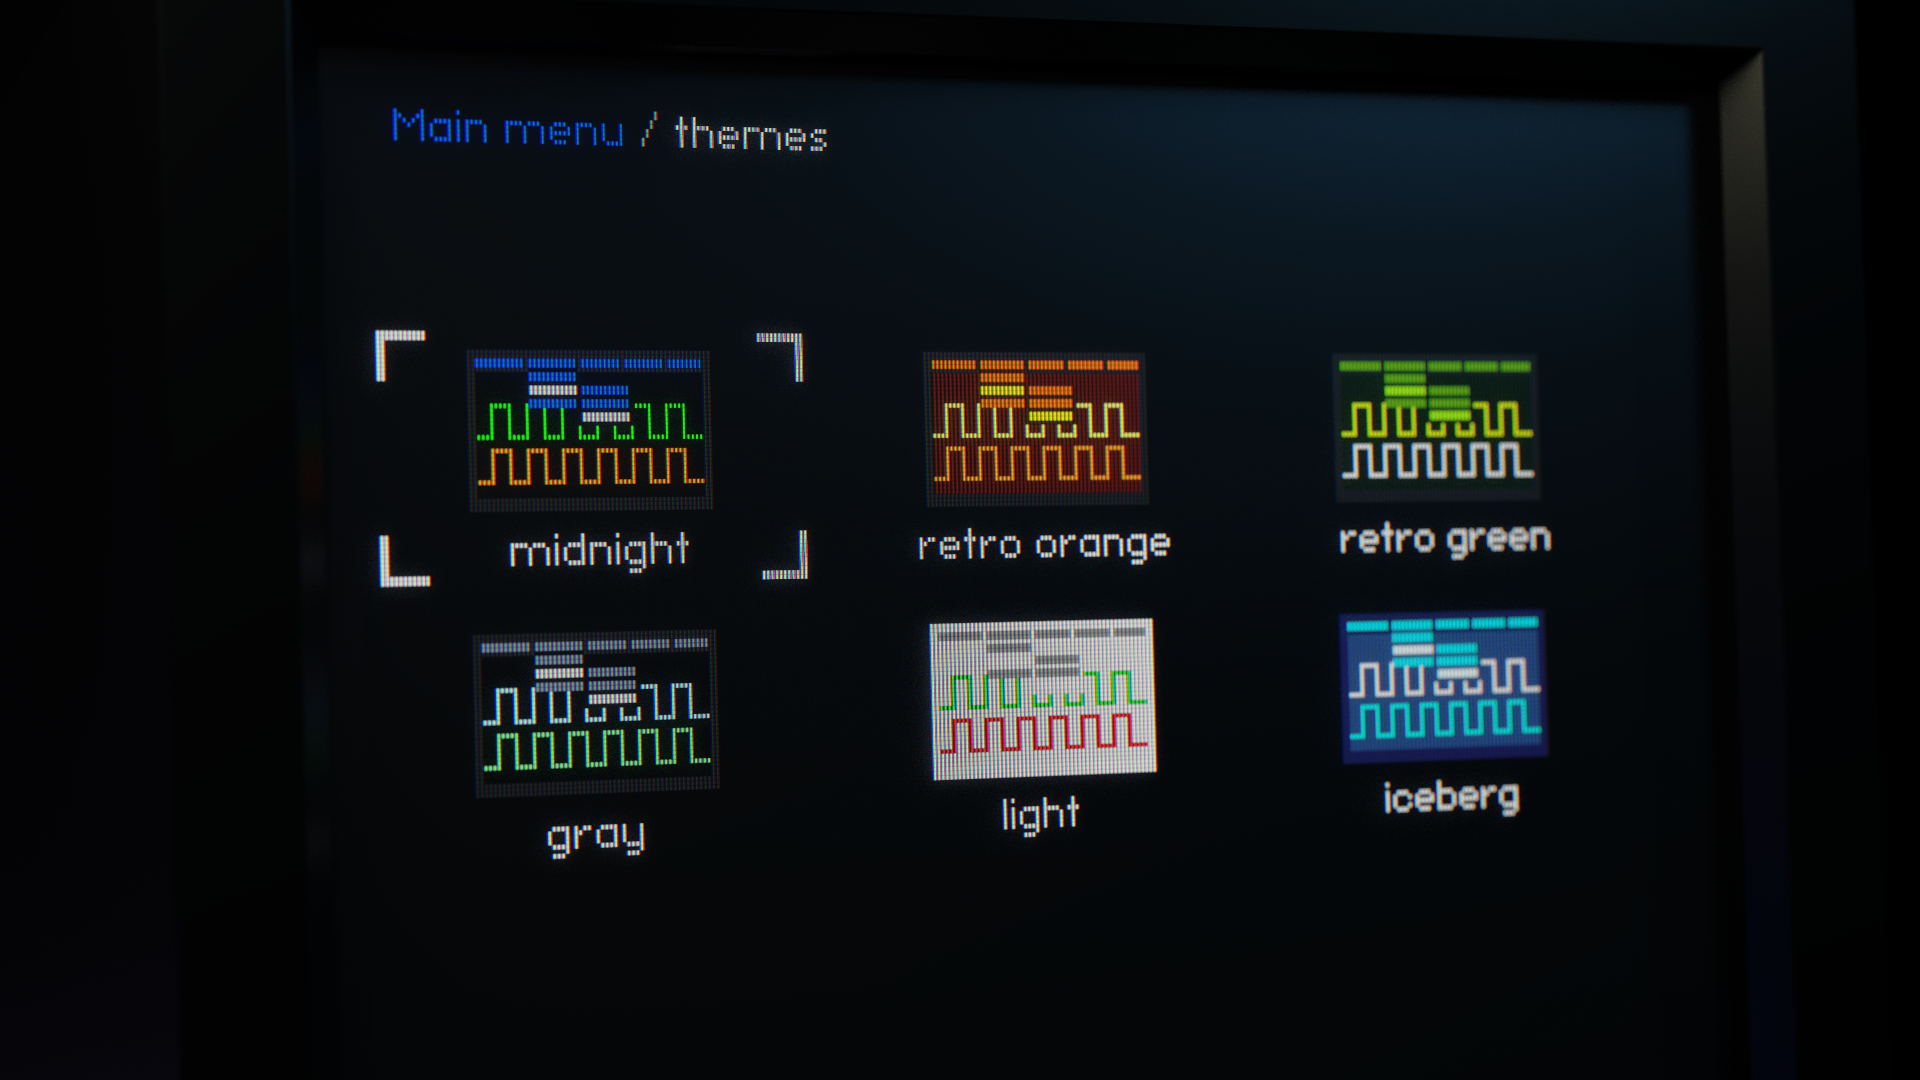 Main menu / themes
midnight
retro orange
retro green
gray
light
iceberg